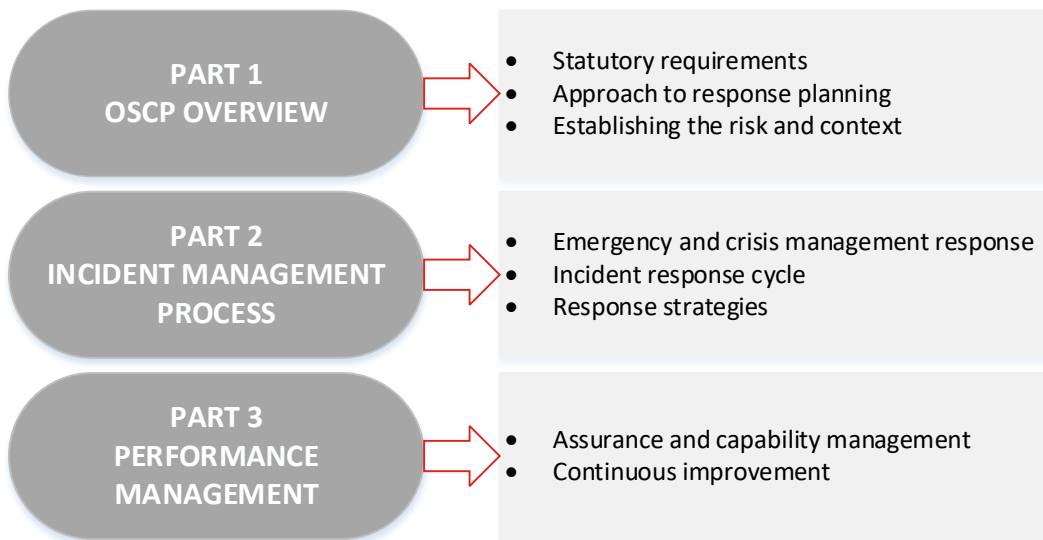 PART 1
OSCP OVERVIEW
• Statutory requirements
• Approach to response planning
• Establishing the risk and context
PART 2
INCIDENT MANAGEMENT
PROCESS
• Emergency and crisis management response
• Incident response cycle
• Response strategies
PART 3
PERFORMANCE
MANAGEMENT
• Assurance and capability management
• Continuous improvement